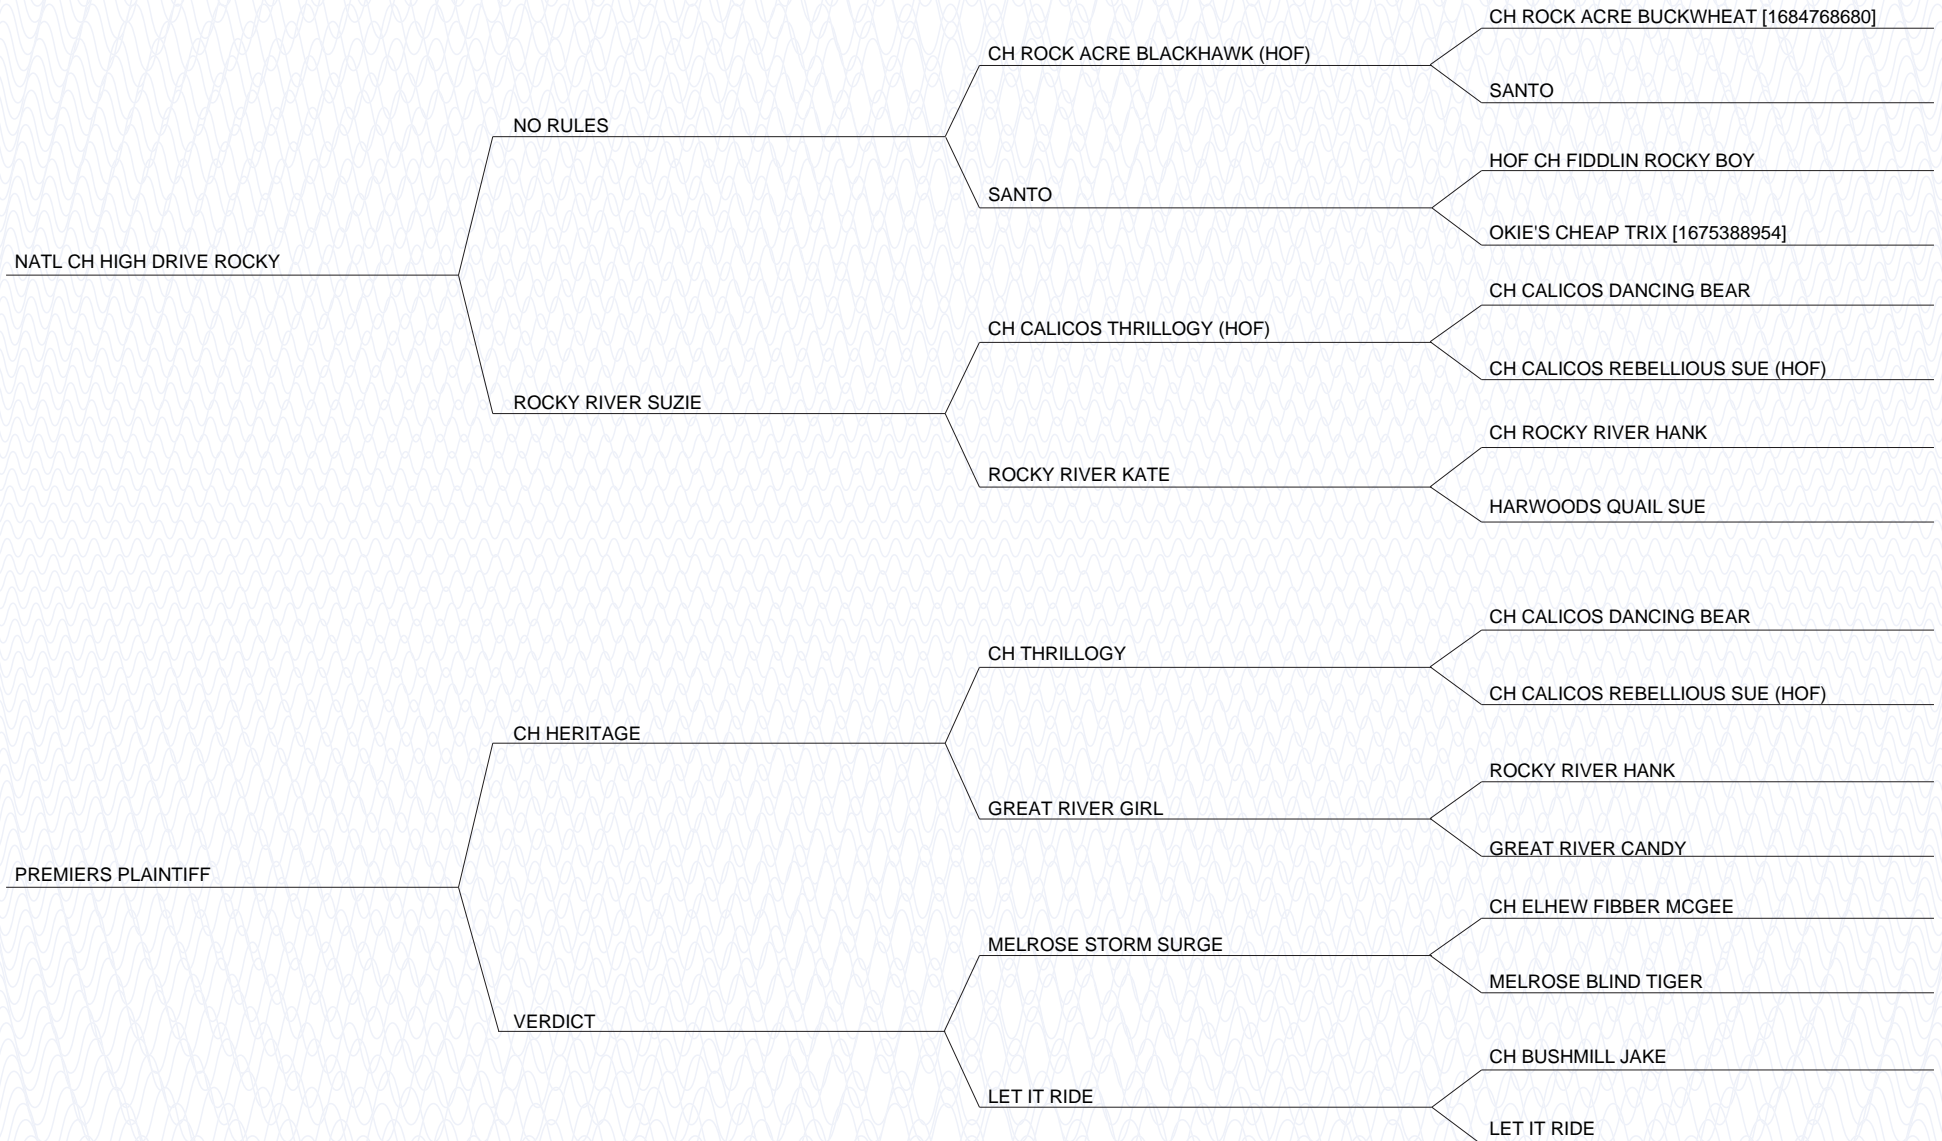 CH ROCK ACRE BUCKWHEAT [1684768680]
CH ROCK ACRE BLACKHAWK (HOF)
SANTO
NO RULES
HOF CH FIDDLIN ROCKY BOY
SANTO
OKIE'S CHEAP TRIX [1675388954]
NATL CH HIGH DRIVE ROCKY
CH CALICOS DANCING BEAR
CH CALICOS THRILLOGY (HOF)
CH CALICOS REBELLIOUS SUE (HOF)
ROCKY RIVER SUZIE
CH ROCKY RIVER HANK
ROCKY RIVER KATE
HARWOODS QUAIL SUE
CH CALICOS DANCING BEAR
CH THRILLOGY
CH CALICOS REBELLIOUS SUE (HOF)
CH HERITAGE
ROCKY RIVER HANK
GREAT RIVER GIRL
GREAT RIVER CANDY
PREMIERS PLAINTIFF
CH ELHEW FIBBER MCGEE
MELROSE STORM SURGE
MELROSE BLIND TIGER
VERDICT
CH BUSHMILL JAKE
LET IT RIDE
LET IT RIDE